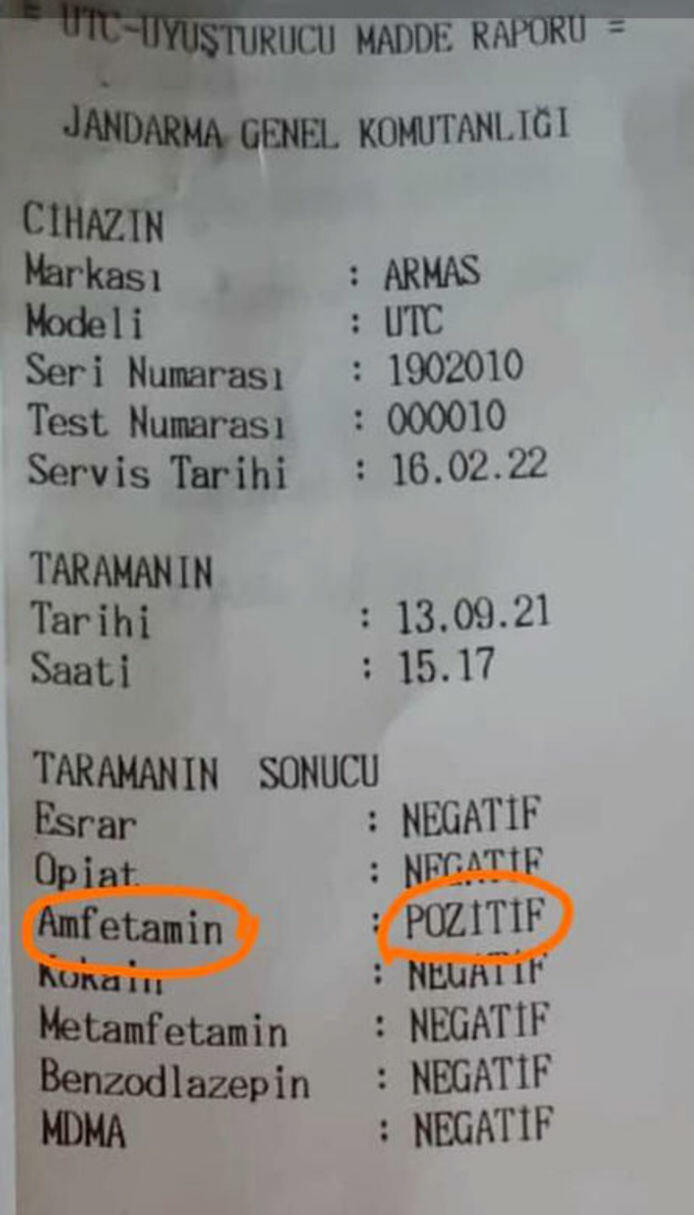 = UTC-UYUŞTURUCU MADDE RAPORU =
JANDARMA GENEL KOMUTANLIĞI
CİHAZIN
Markası : ARMAS
Modeli : UTC
Seri Numarası : 1902010
Test Numarası : 000010
Servis Tarihi : 16.02.22
TARAMANIN
Tarihi : 13.09.21
Saati : 15.17
TARAMANIN SONUCU
Esrar : NEGATİF
Opiat : NEGATİF
Amfetamin : POZİTİF
Kokain : NEGATİF
Metamfetamin : NEGATİF
Benzodlazepin : NEGATİF
MDMA : NEGATİF